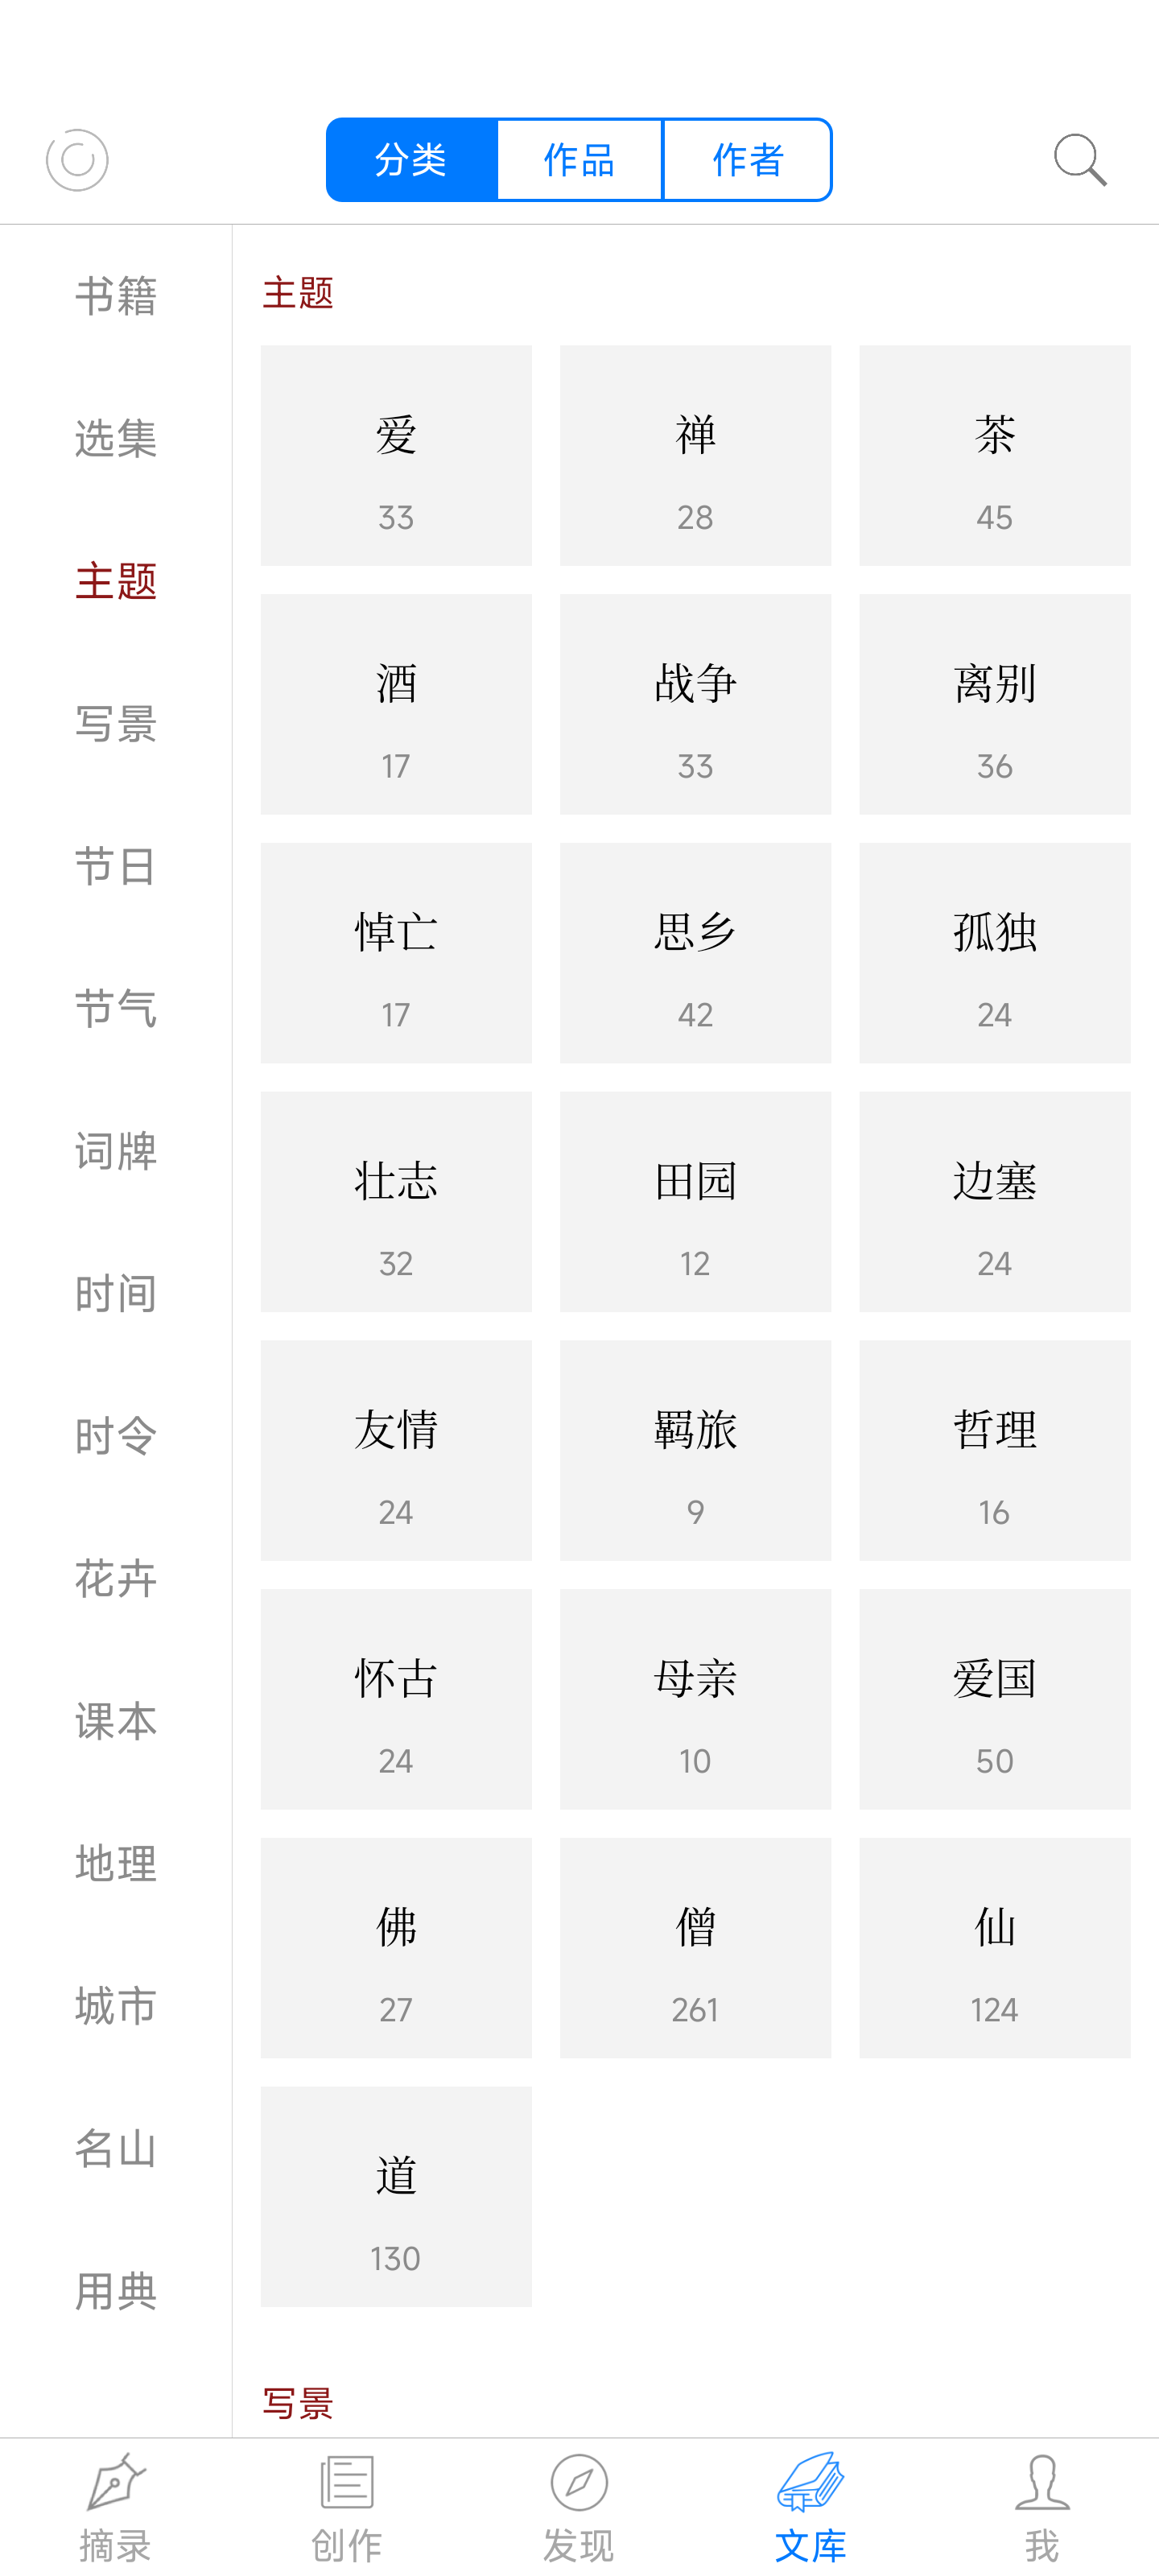 分类 作品 作者
书籍
选集
主题
写景
节日
节气
词牌
时间
时令
花卉
课本
地理
城市
名山
用典
主题
爱 禅 茶
33 28 45
酒 战争 离别
17 33 36
悼亡 思乡 孤独
17 42 24
壮志 田园 边塞
32 12 24
友情 羁旅 哲理
24 9 16
怀古 母亲 爱国
24 10 50
佛 僧 仙
27 261 124
道
130
写景
摘录 创作 发现 文库 我